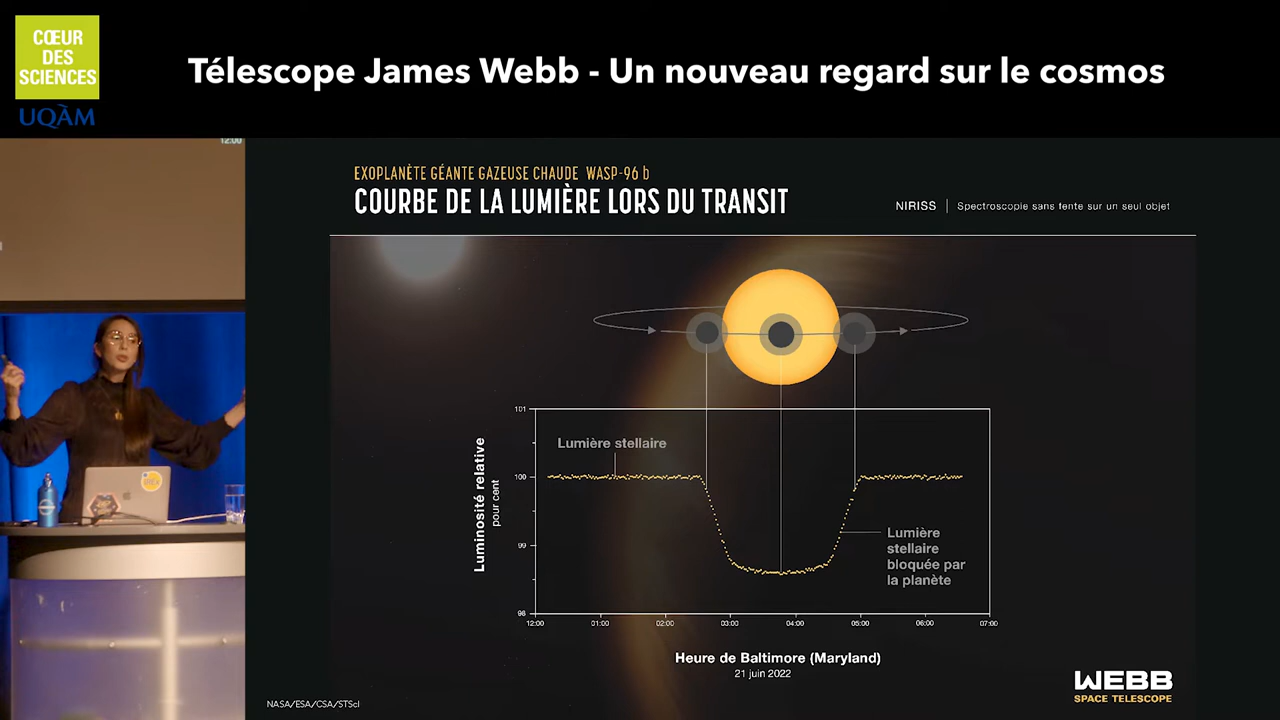 CŒUR
DES
SCIENCES
UQÀM
Télescope James Webb - Un nouveau regard sur le cosmos
12:00
EXOPLANÈTE GÉANTE GAZEUSE CHAUDE WASP-96 b
COURBE DE LA LUMIÈRE LORS DU TRANSIT
NIRISS | Spectroscopie sans fente sur un seul objet
101
100
99
98
Luminosité relative
pour cent
Lumière stellaire
Lumière
stellaire
bloquée par
la planète
12:00 01:00 02:00 03:00 04:00 05:00 06:00 07:00
Heure de Baltimore (Maryland)
21 juin 2022
WEBB
SPACE TELESCOPE
NASA/ESA/CSA/STScI